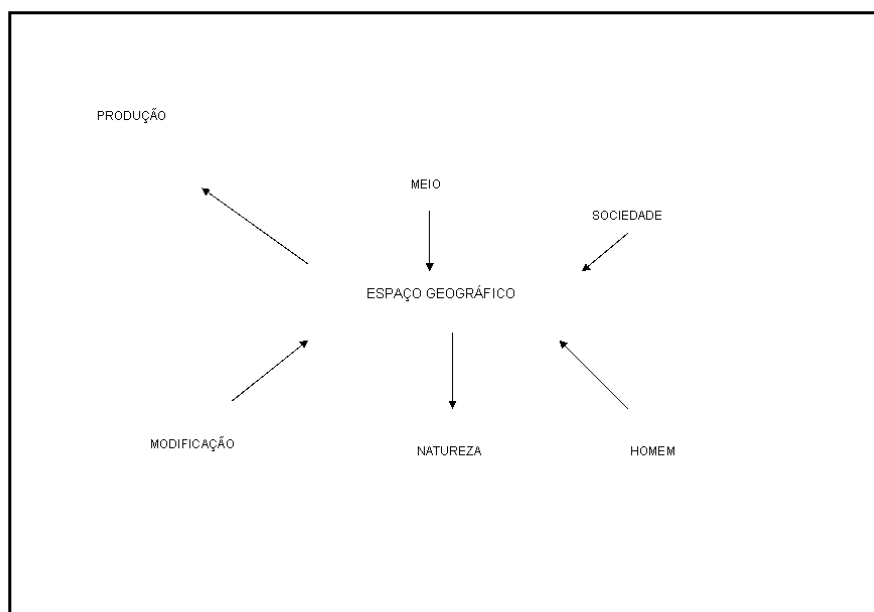 PRODUÇÃO
MEIO
SOCIEDADE
ESPAÇO GEOGRÁFICO
MODIFICAÇÃO
NATUREZA
HOMEM